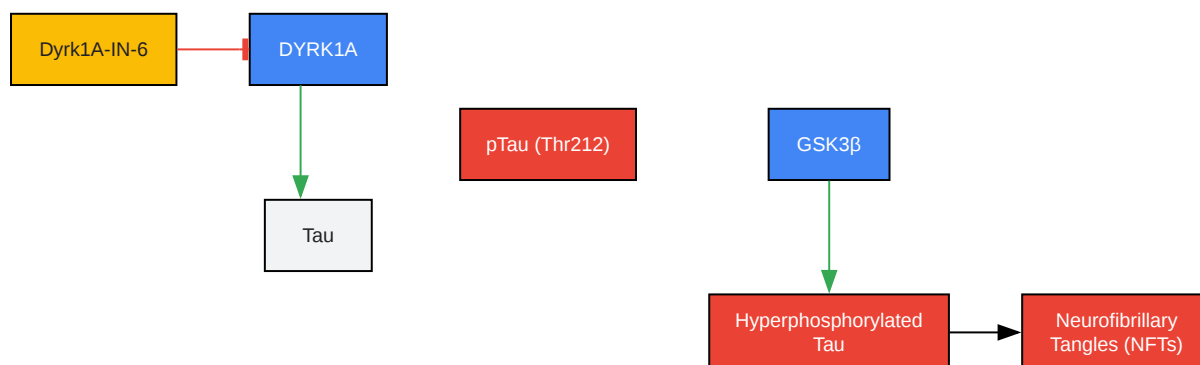 Dyrk1A-IN-6
DYRK1A
pTau (Thr212)
GSK3β
Tau
Hyperphosphorylated
Tau
Neurofibrillary
Tangles (NFTs)